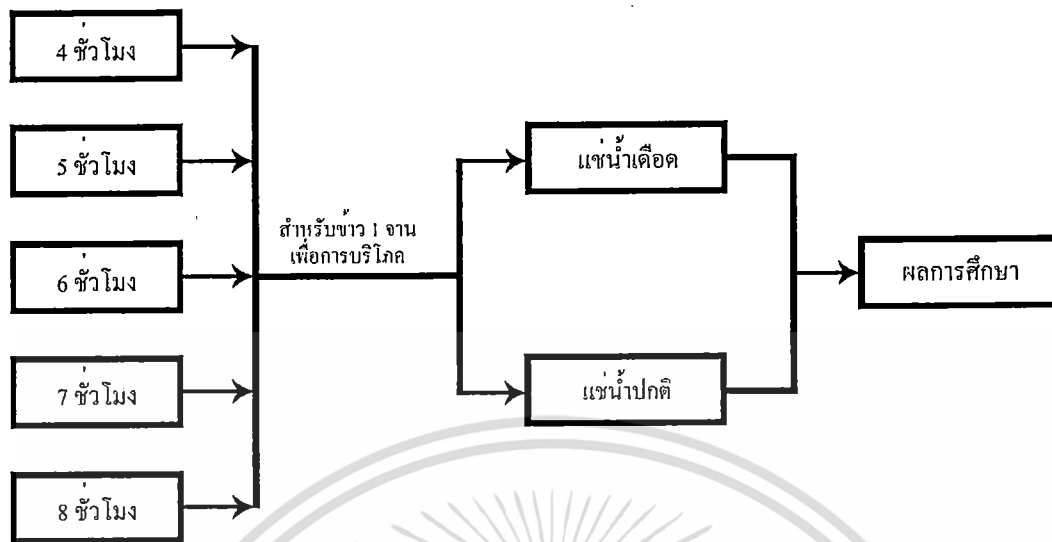 4 ชั่วโมง
5 ชั่วโมง
6 ชั่วโมง
7 ชั่วโมง
8 ชั่วโมง
สำหรับข้าว 1 จาน
เพื่อการบริโภค
แช่น้ำเดือด
แช่น้ำปกติ
ผลการศึกษา